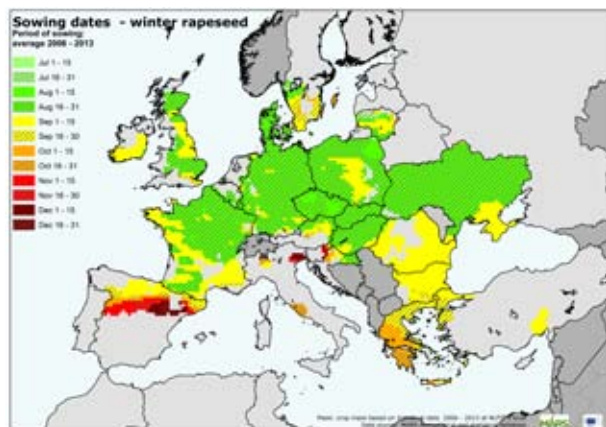 Sowing dates - winter rapeseed
Period of sowing:
average 2006 - 2013
Jul 1 - 15
Jul 16 - 31
Aug 1 - 15
Aug 16 - 31
Sep 1 - 15
Sep 16 - 30
Oct 1 - 15
Oct 16 - 31
Nov 1 - 15
Nov 16 - 30
Dec 1 - 15
Dec 16 - 31
MARS